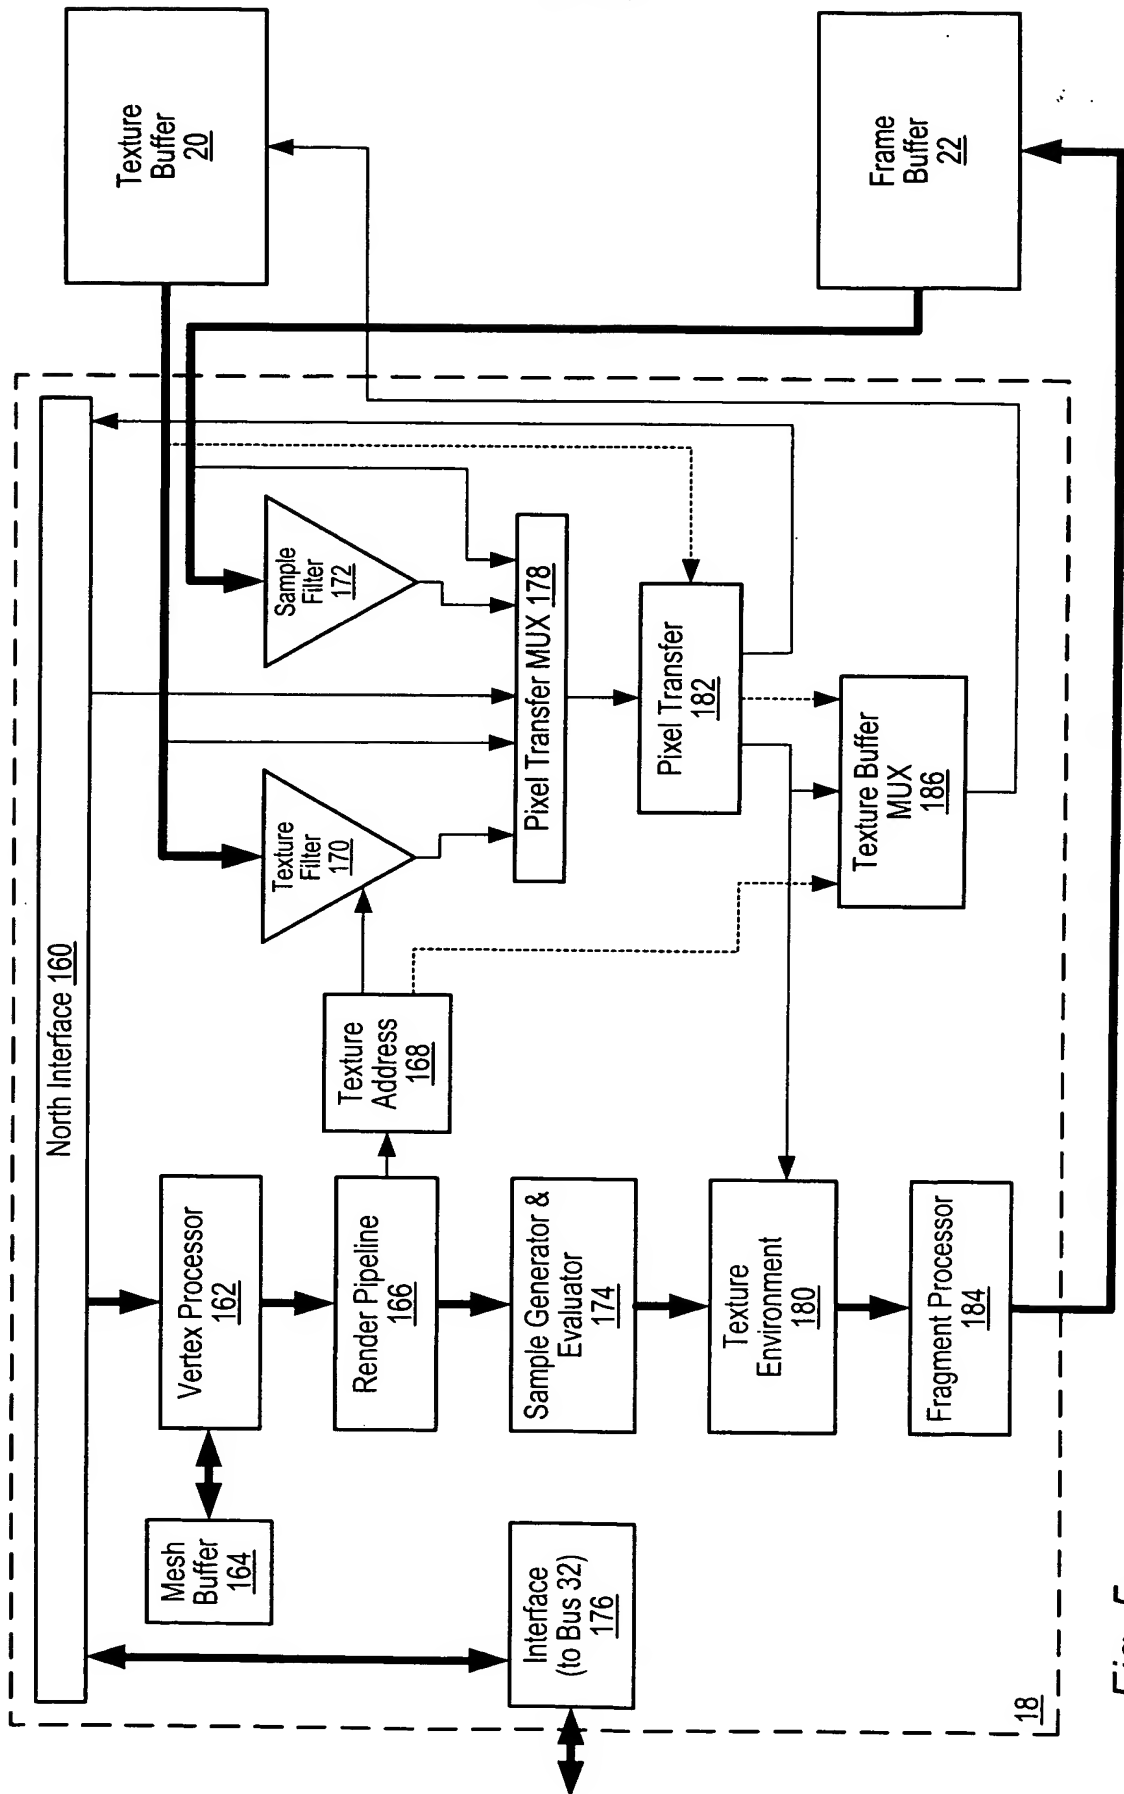 North Interface 160
Texture
Buffer
20
Mesh
Buffer
164
Vertex Processor
162
Render Pipeline
166
Texture
Address
168
Texture
Filter
170
Sample
Filter
172
Interface
(to Bus 32)
176
Sample Generator &
Evaluator
174
Pixel Transfer MUX 178
Pixel Transfer
182
Texture
Environment
180
Texture Buffer
MUX
186
Frame
Buffer
22
Fragment Processor
184
18
Fig.